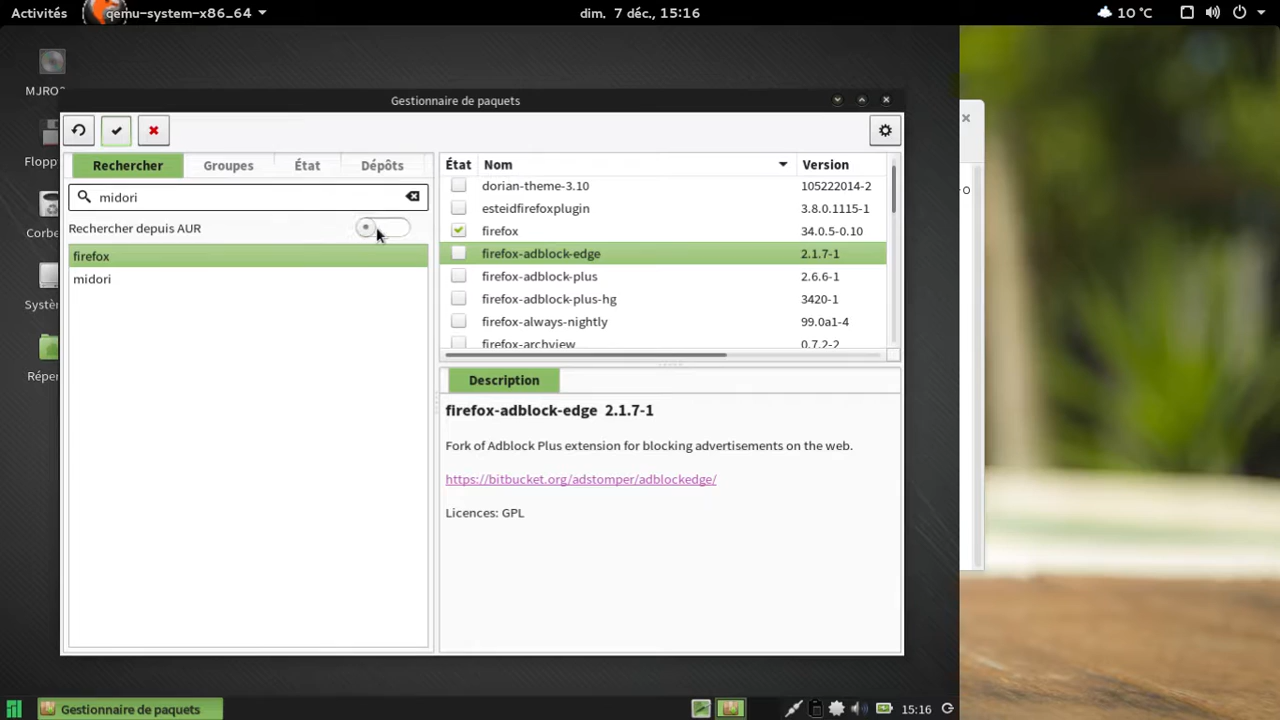 Activités
qemu-system-x86_64
dim. 7 déc., 15:16
10 °C
MJRO
Flopp
Corbe
Systè
Réper
Gestionnaire de paquets
Rechercher
Groupes
État
Dépôts
midori
Rechercher depuis AUR
firefox
midori
État
Nom
Version
dorian-theme-3.10
105222014-2
esteidfirefoxplugin
3.8.0.1115-1
firefox
34.0.5-0.10
firefox-adblock-edge
2.1.7-1
firefox-adblock-plus
2.6.6-1
firefox-adblock-plus-hg
3420-1
firefox-always-nightly
99.0a1-4
firefox-archview
0.7.2-2
Description
firefox-adblock-edge 2.1.7-1
Fork of Adblock Plus extension for blocking advertisements on the web.
https://bitbucket.org/adstomper/adblockedge/
Licences: GPL
o
Gestionnaire de paquets
15:16